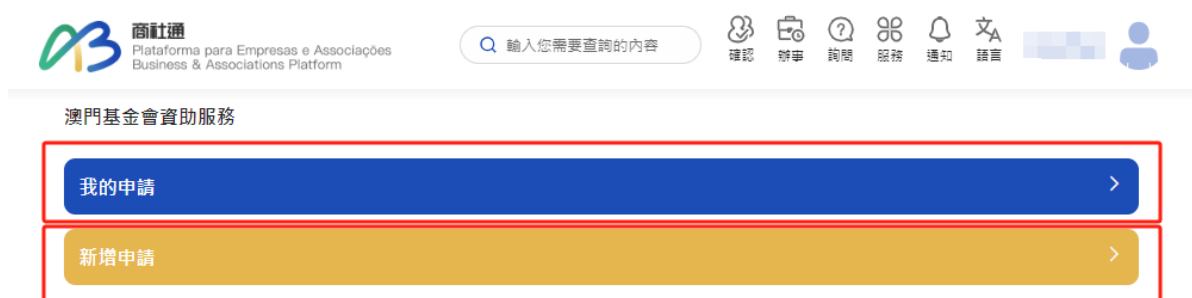 商社通
Plataforma para Empresas e Associações
Business & Associations Platform
輸入您需要查詢的內容
確認 辦事 詢問 服務 通知 語言
澳門基金會資助服務
我的申請
新增申請